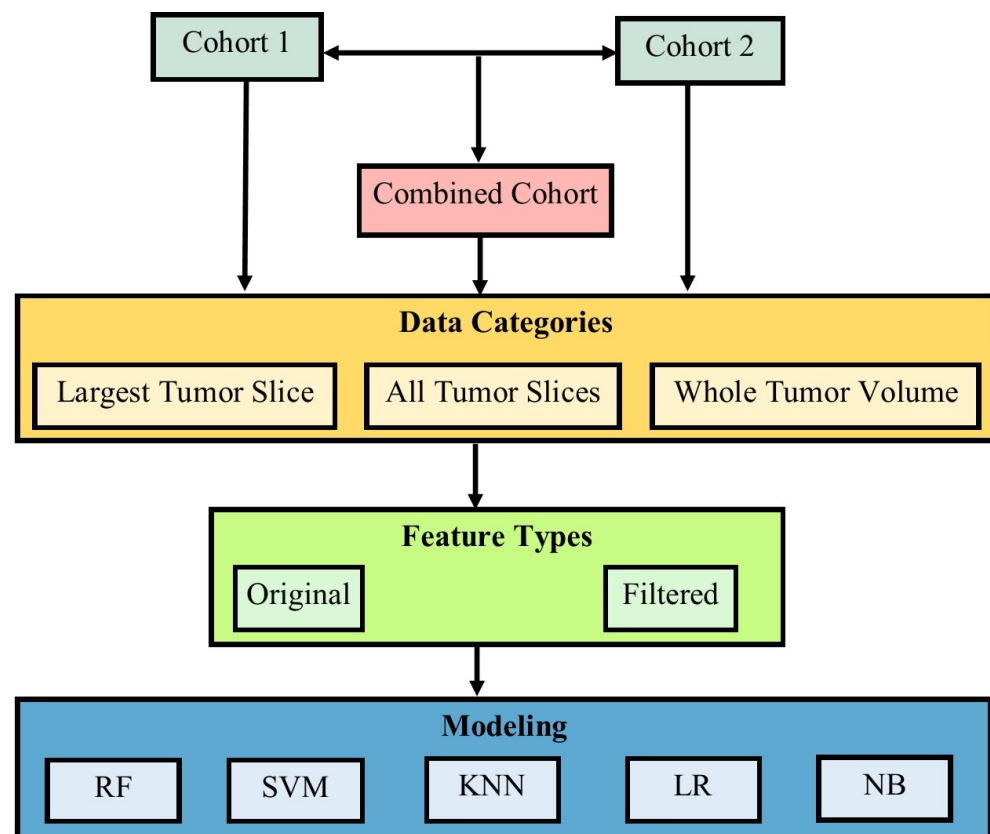 Cohort 1
Cohort 2
Combined Cohort
Data Categories
Largest Tumor Slice
All Tumor Slices
Whole Tumor Volume
Feature Types
Original
Filtered
Modeling
RF
SVM
KNN
LR
NB